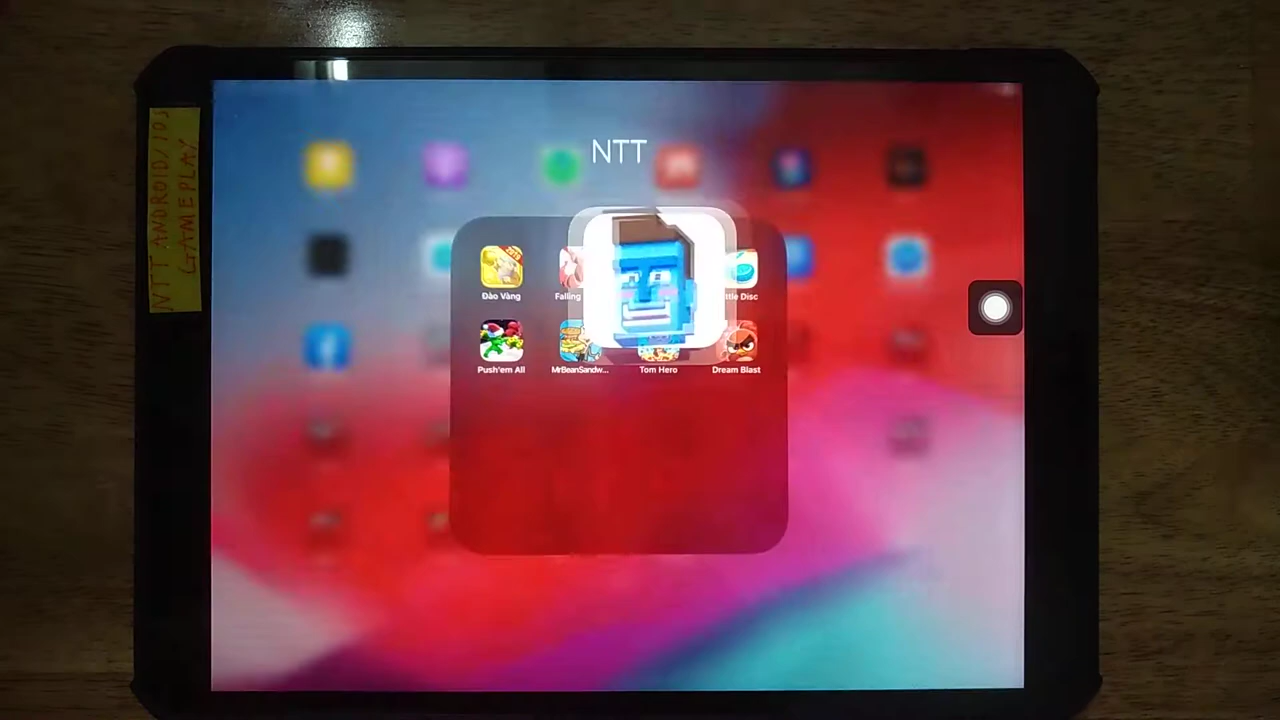 NTT ANDROID/IOS
GAMEPLAY
NTT
Đào Vàng
Falling
ttle Disc
Push'em All
MrBeanSandw...
Tom Hero
Dream Blast